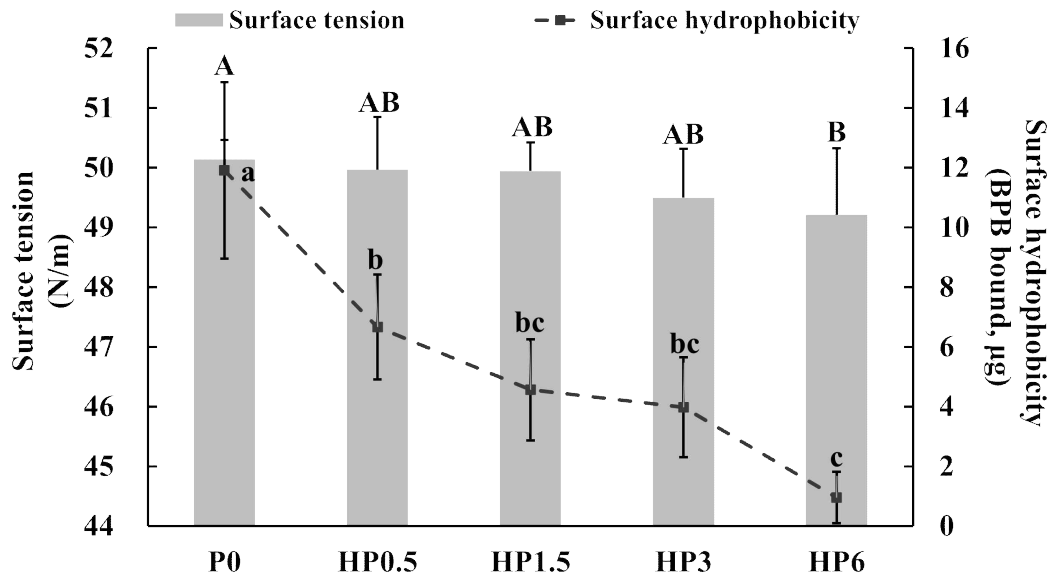 Surface tension
Surface hydrophobicity
52
51
50
49
48
47
46
45
44
Surface tension
(N/m)
16
14
12
10
8
6
4
2
0
Surface hydrophobicity
(BPB bound, μg)
A
AB
AB
AB
B
a
b
bc
bc
c
P0
HP0.5
HP1.5
HP3
HP6